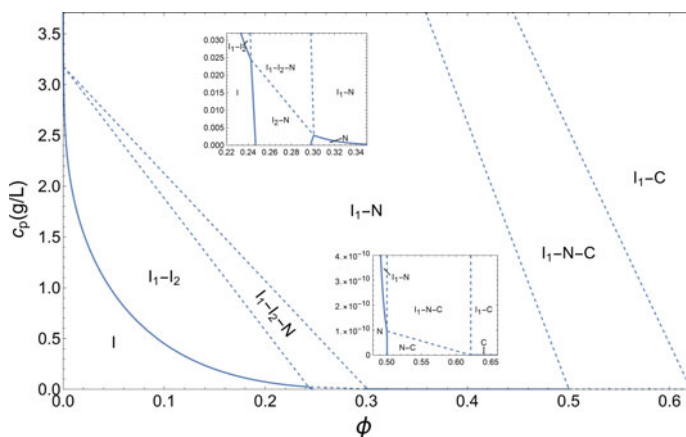 3.5
3.0
2.5
2.0
1.5
1.0
0.5
0.0
cₚ(g/L)
0.0
0.1
0.2
0.3
0.4
0.5
0.6
ϕ
I
I₁–I₂
I₁–I₂–N
I₁–N
I₁–N–C
I₁–C
0.030
0.025
0.020
0.015
0.010
0.005
0.000
0.22 0.24 0.26 0.28 0.30 0.32 0.34
I₁–I₂
I₁–I₂–N
I
I₁–N
I₂–N
N
4.×10⁻¹⁰
3.×10⁻¹⁰
2.×10⁻¹⁰
1.×10⁻¹⁰
0
0.50
0.55
0.60
0.65
I₁–N
I₁–N–C
I₁–C
N
N–C
C